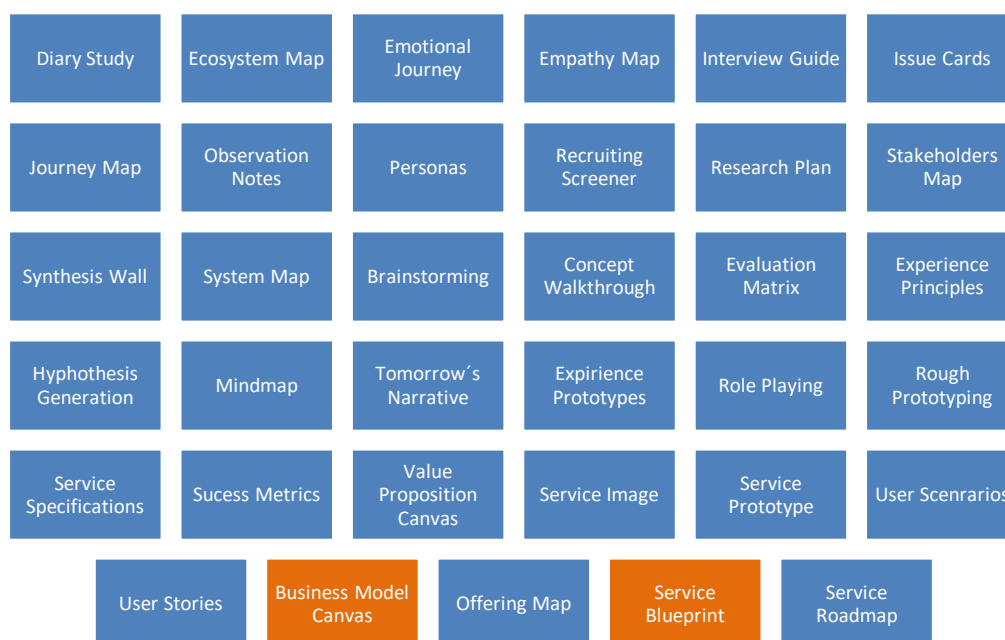 Diary Study
Ecosystem Map
Emotional
Journey
Empathy Map
Interview Guide
Issue Cards
Journey Map
Observation
Notes
Personas
Recruiting
Screener
Research Plan
Stakeholders
Map
Synthesis Wall
System Map
Brainstorming
Concept
Walkthrough
Evaluation
Matrix
Experience
Principles
Hyphothesis
Generation
Mindmap
Tomorrow´s
Narrative
Expirience
Prototypes
Role Playing
Rough
Prototyping
Service
Specifications
Sucess Metrics
Value
Proposition
Canvas
Service Image
Service
Prototype
User Scenrarios
User Stories
Business Model
Canvas
Offering Map
Service
Blueprint
Service
Roadmap